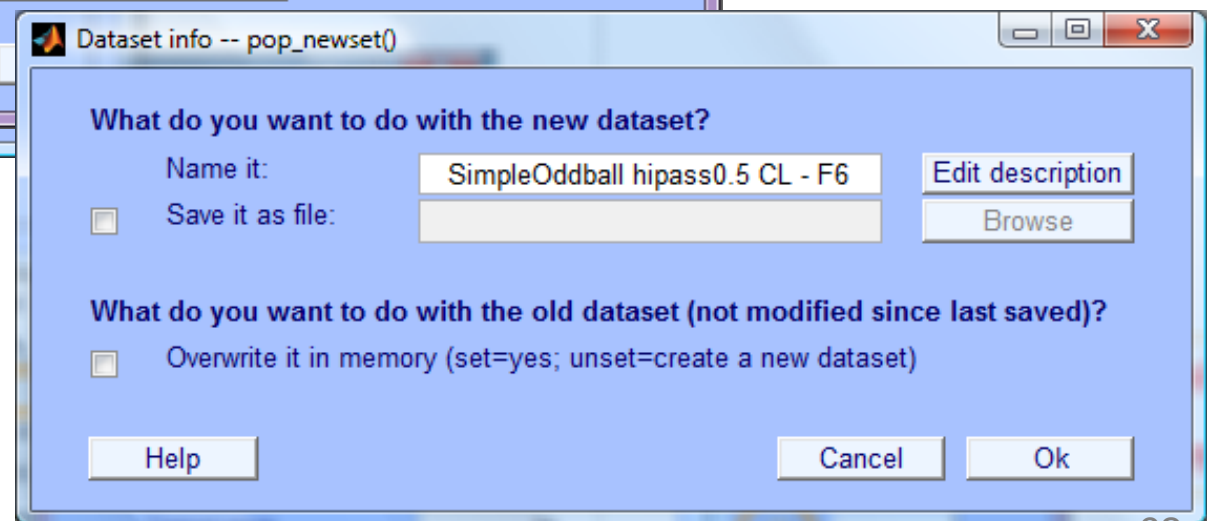 Dataset info -- pop_newset()
What do you want to do with the new dataset?
Name it:
SimpleOddball hipass0.5 CL - F6
Edit description
Save it as file:
Browse
What do you want to do with the old dataset (not modified since last saved)?
Overwrite it in memory (set=yes; unset=create a new dataset)
Help
Cancel
Ok